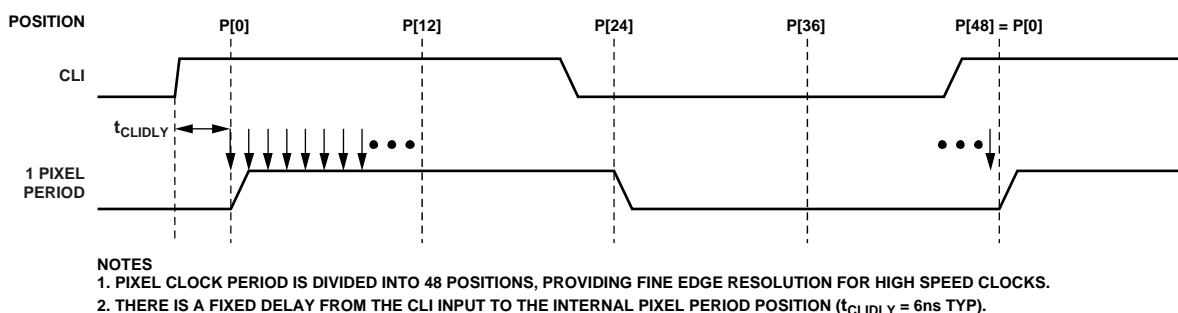 POSITION P[0] P[12] P[24] P[36] P[48] = P[0]
CLI
tCLIDLY
1 PIXEL
PERIOD
NOTES
1. PIXEL CLOCK PERIOD IS DIVIDED INTO 48 POSITIONS, PROVIDING FINE EDGE RESOLUTION FOR HIGH SPEED CLOCKS.
2. THERE IS A FIXED DELAY FROM THE CLI INPUT TO THE INTERNAL PIXEL PERIOD POSITION (tCLIDLY = 6ns TYP).